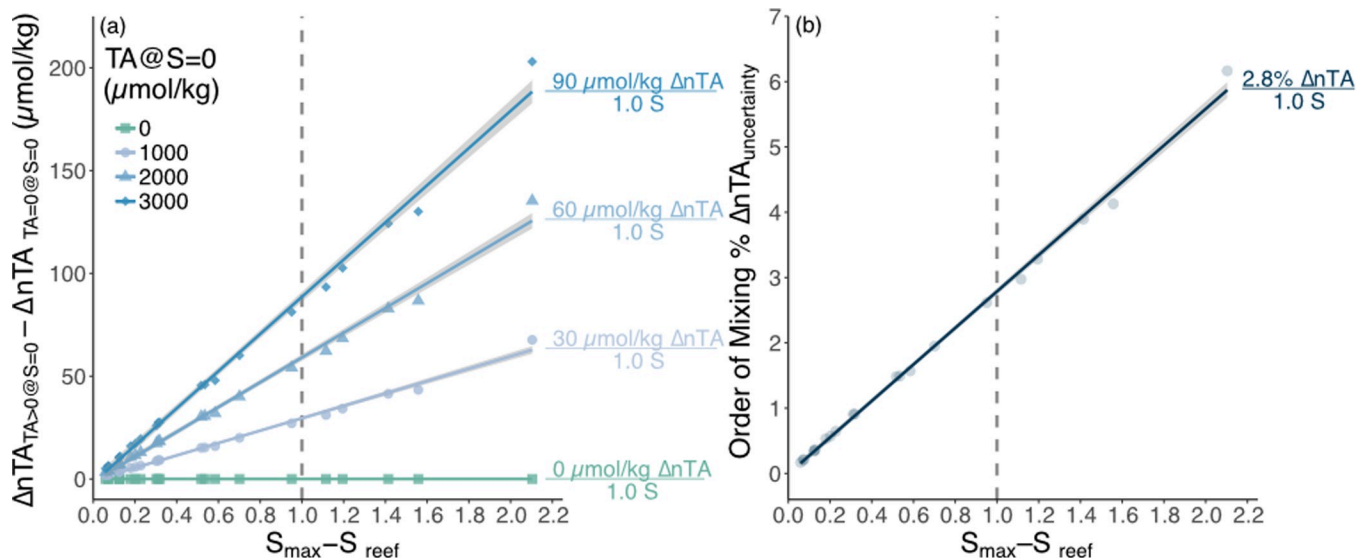 (a)
TA@S=0
(µmol/kg)
0
1000
2000
3000
ΔnTA TA>0@S=0 − ΔnTA TA=0@S=0 (µmol/kg)
200
150
100
50
0
0.0 0.2 0.4 0.6 0.8 1.0 1.2 1.4 1.6 1.8 2.0 2.2
Smax−S reef
90 µmol/kg ΔnTA
1.0 S
60 µmol/kg ΔnTA
1.0 S
30 µmol/kg ΔnTA
1.0 S
0 µmol/kg ΔnTA
1.0 S
(b)
Order of Mixing % ΔnTAuncertainty
7
6
5
4
3
2
1
0
0.0 0.2 0.4 0.6 0.8 1.0 1.2 1.4 1.6 1.8 2.0 2.2
Smax−S reef
2.8% ΔnTA
1.0 S